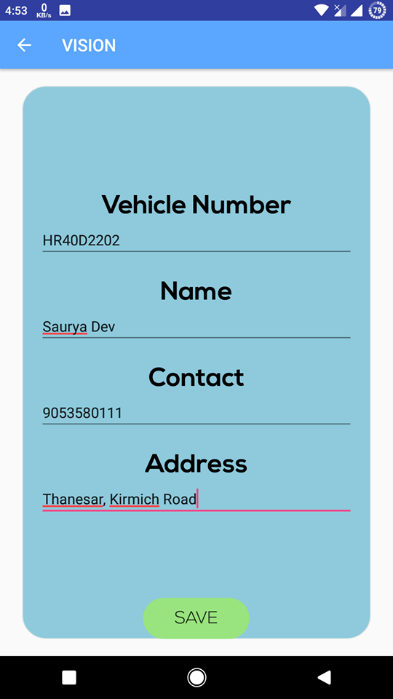 4:53
0
KB/s
79
VISION
Vehicle Number
HR40D2202
Name
Saurya Dev
Contact
9053580111
Address
Thanesar, Kirmich Road
SAVE